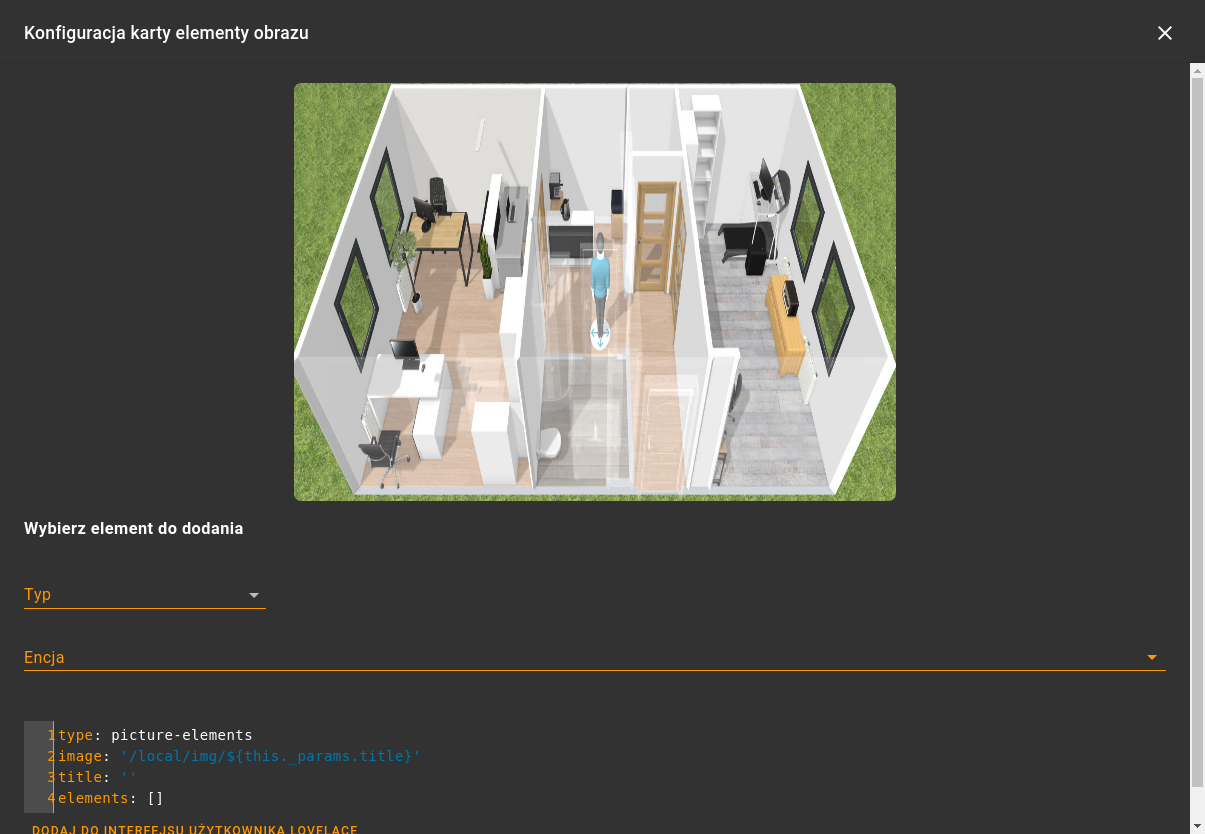 Konfiguracja karty elementy obrazu
Wybierz element do dodania
Typ
Encja
1 type: picture-elements
2 image: '/local/img/${this._params.title}'
3 title: ''
4 elements: []
DODAJ DO INTERFEJSU UŻYTKOWNIKA LOVELACE